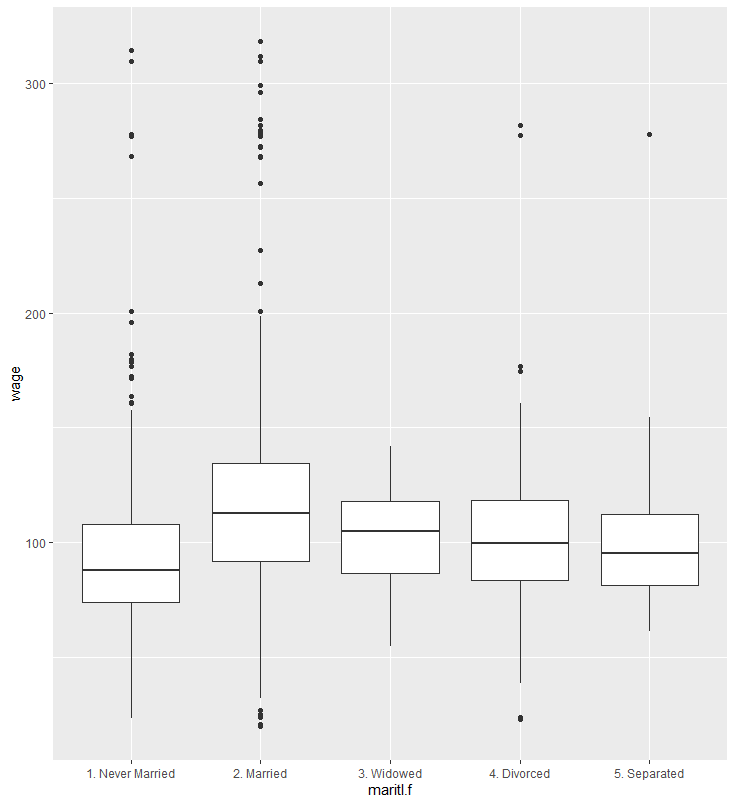 300
200
wage
100
1. Never Married 2. Married 3. Widowed 4. Divorced 5. Separated
maritl.f